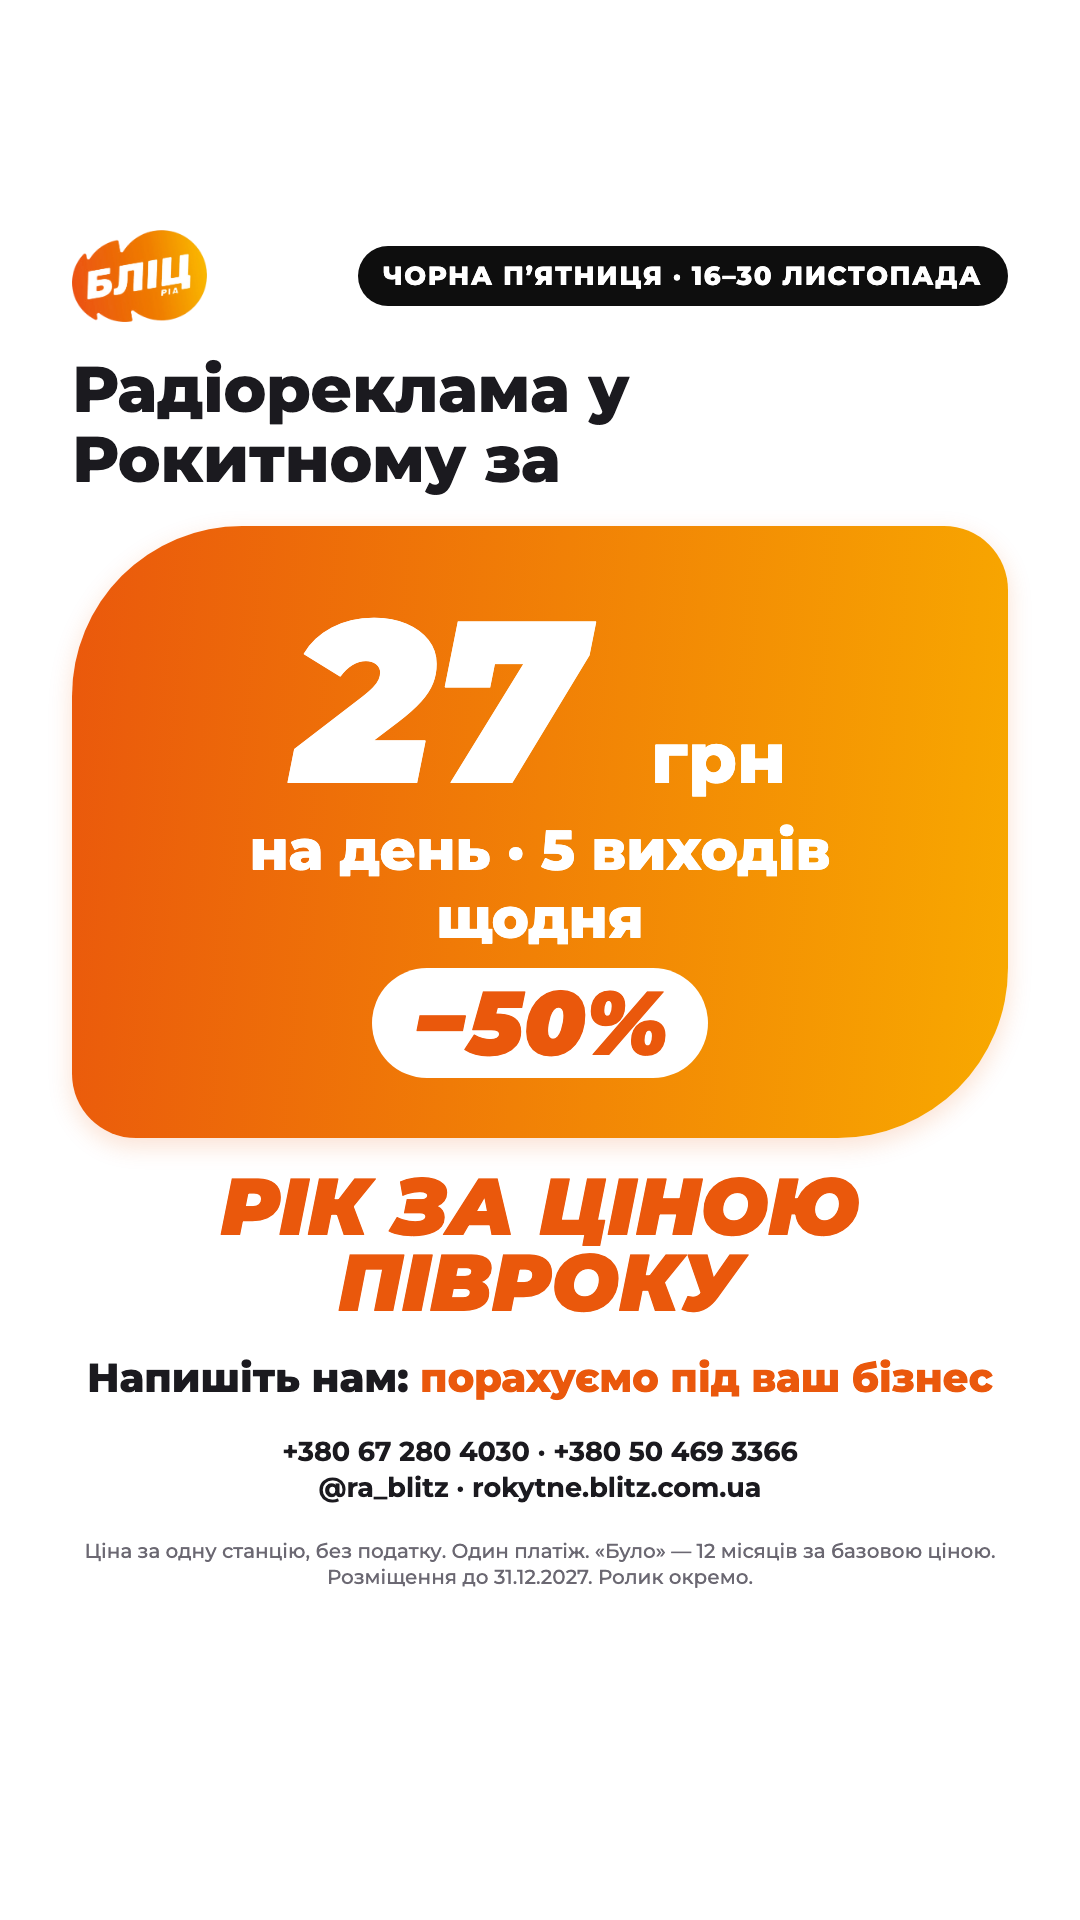 БЛІЦ
РІА
ЧОРНА П’ЯТНИЦЯ · 16–30 ЛИСТОПАДА
Радіореклама у
Рокитному за
27 грн
на день · 5 виходів
щодня
–50%
РІК ЗА ЦІНОЮ
ПІВРОКУ
Напишіть нам: порахуємо під ваш бізнес
+380 67 280 4030 · +380 50 469 3366
@ra_blitz · rokytne.blitz.com.ua
Ціна за одну станцію, без податку. Один платіж. «Було» — 12 місяців за базовою ціною.
Розміщення до 31.12.2027. Ролик окремо.